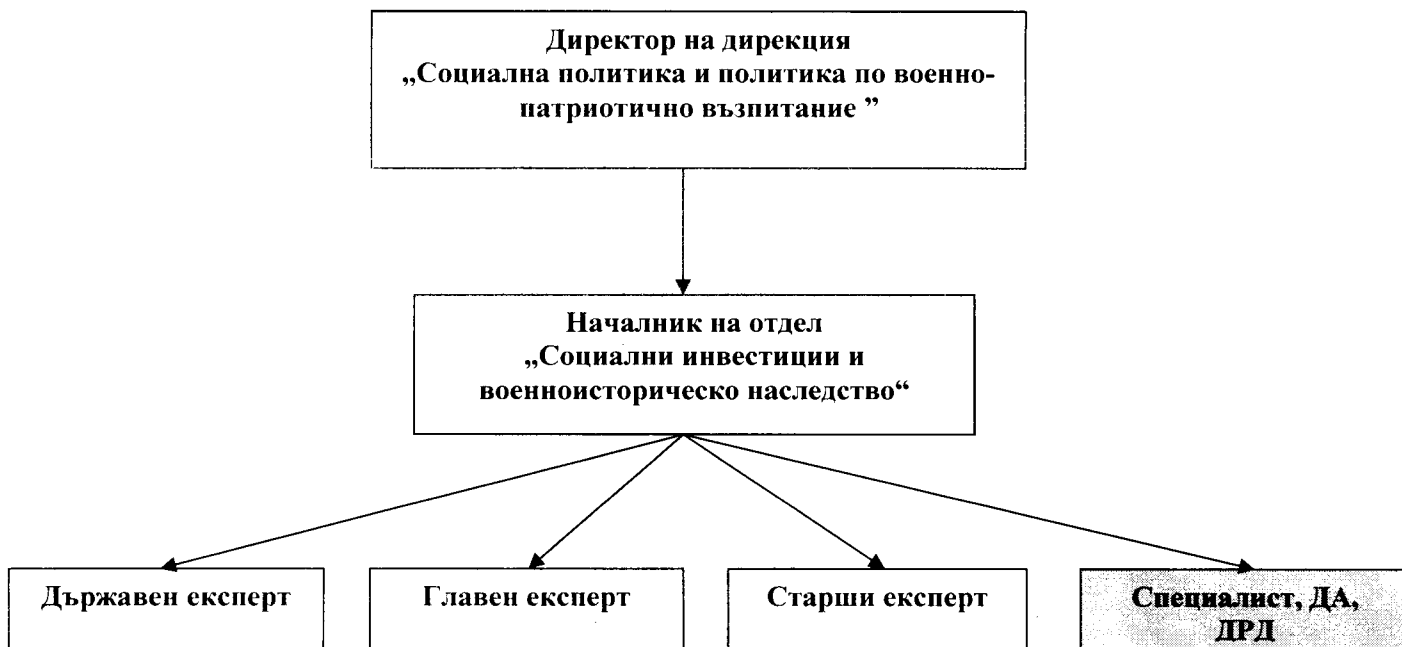 Директор на дирекция
„Социална политика и политика по военно-
патриотично възпитание ”
Началник на отдел
„Социални инвестиции и
военноисторическо наследство“
Държавен експерт
Главен експерт
Старши експерт
Специалист, ДА,
ДРД